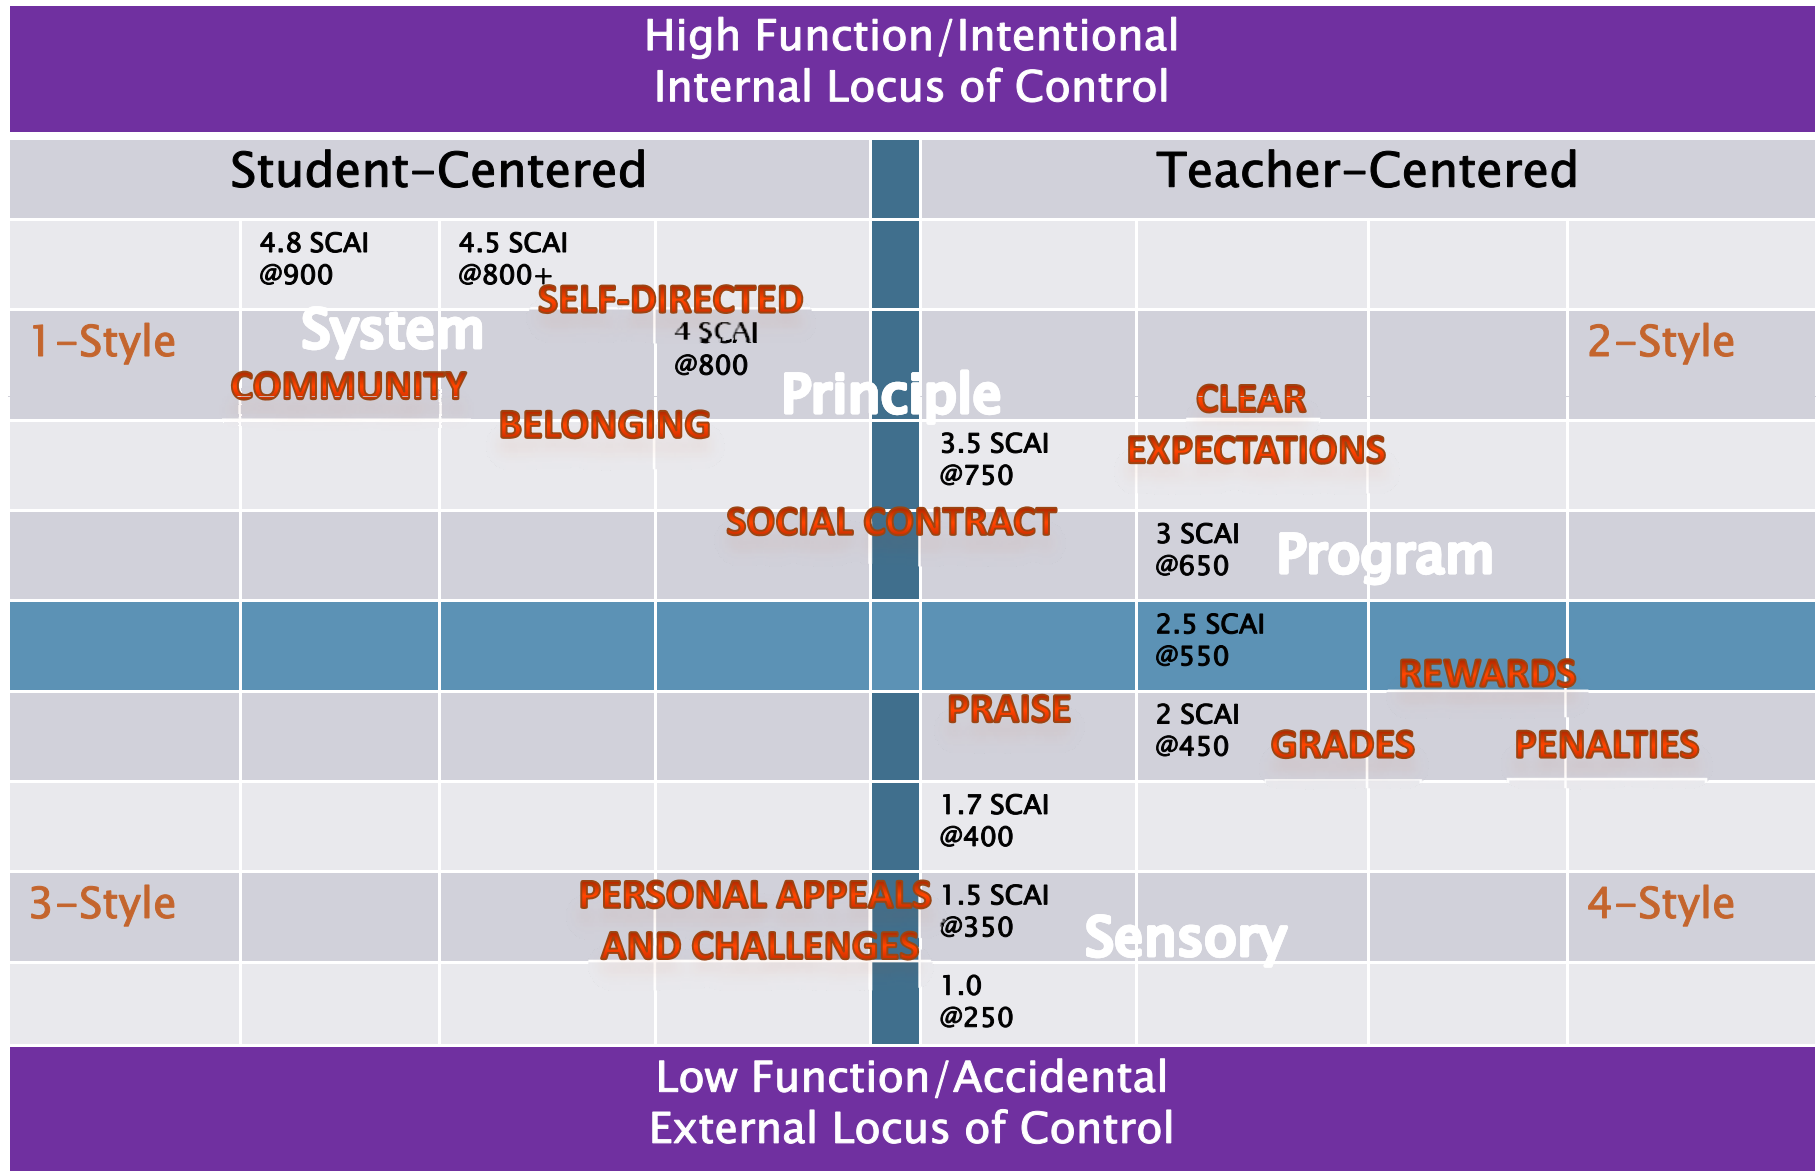 High Function/Intentional
Internal Locus of Control
Student-Centered
Teacher-Centered
4.8 SCAI
@900
4.5 SCAI
@800+
SELF-DIRECTED
1-Style
System
4 SCAI
@800
2-Style
COMMUNITY
BELONGING
Principle
CLEAR
EXPECTATIONS
3.5 SCAI
@750
SOCIAL CONTRACT
3 SCAI
@650
Program
2.5 SCAI
@550
REWARDS
PRAISE
2 SCAI
@450
GRADES
PENALTIES
1.7 SCAI
@400
3-Style
PERSONAL APPEALS
AND CHALLENGES
1.5 SCAI
@350
Sensory
4-Style
1.0
@250
Low Function/Accidental
External Locus of Control